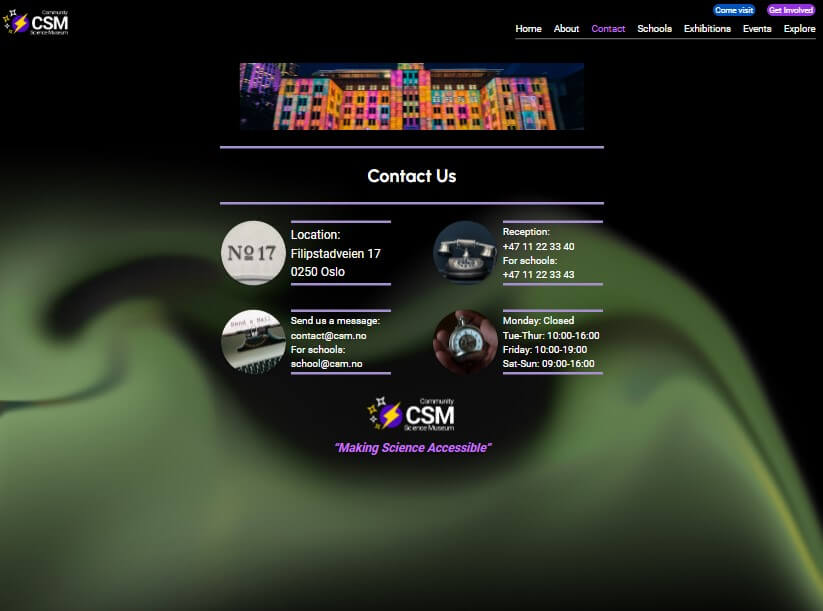 Community
CSM
Science Museum
Come visit
Get Involved
Home
About
Contact
Schools
Exhibitions
Events
Explore
Contact Us
Nº 17
Location:
Filipstadveien 17
0250 Oslo
Reception:
+47 11 22 33 40
For schools:
+47 11 22 33 43
Send a Mail
Send us a message:
contact@csm.no
For schools:
school@csm.no
Monday: Closed
Tue-Thur: 10:00-16:00
Friday: 10:00-19:00
Sat-Sun: 09:00-16:00
Community
CSM
Science Museum
"Making Science Accessible"